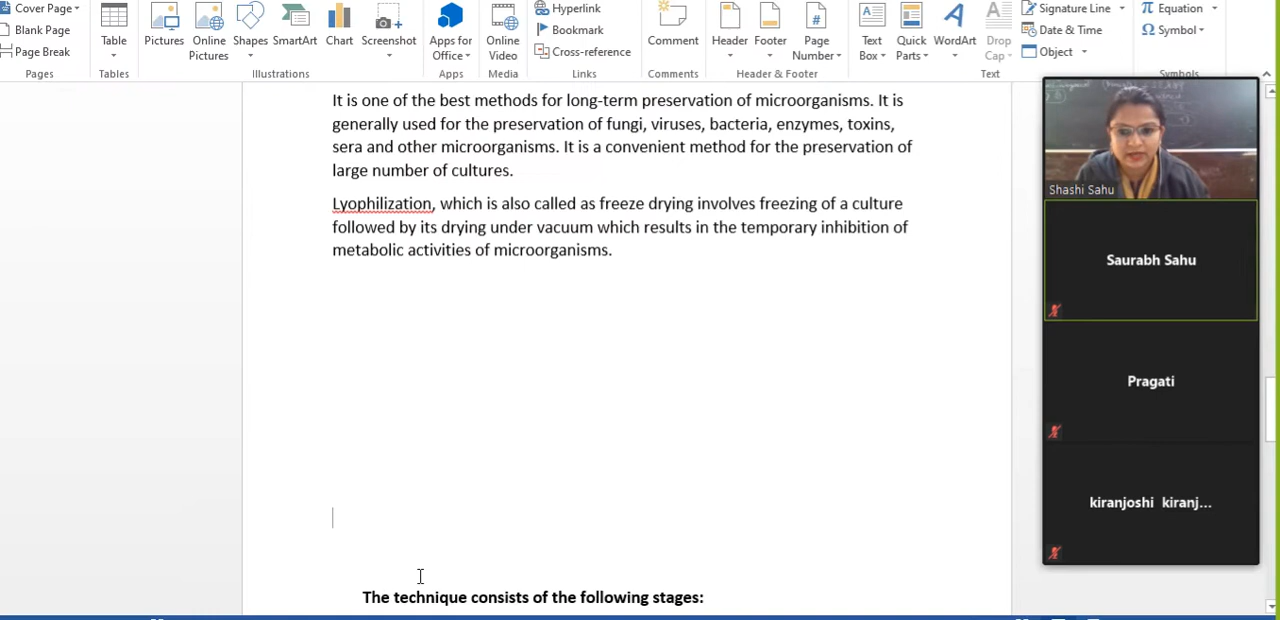 Cover Page
Blank Page
Page Break
Pages
Table
Tables
Pictures
Online Pictures
Shapes
SmartArt
Chart
Screenshot
Illustrations
Apps for Office
Apps
Online Video
Media
Hyperlink
Bookmark
Cross-reference
Links
Comment
Comments
Header
Footer
Page Number
Header & Footer
Text Box
Quick Parts
WordArt
Drop Cap
Signature Line
Date & Time
Object
Text
Equation
Symbol
Symbols
It is one of the best methods for long-term preservation of microorganisms. It is
generally used for the preservation of fungi, viruses, bacteria, enzymes, toxins,
sera and other microorganisms. It is a convenient method for the preservation of
large number of cultures.
Lyophilization, which is also called as freeze drying involves freezing of a culture
followed by its drying under vacuum which results in the temporary inhibition of
metabolic activities of microorganisms.
The technique consists of the following stages:
Shashi Sahu
Saurabh Sahu
Pragati
kiranjoshi kiranj...